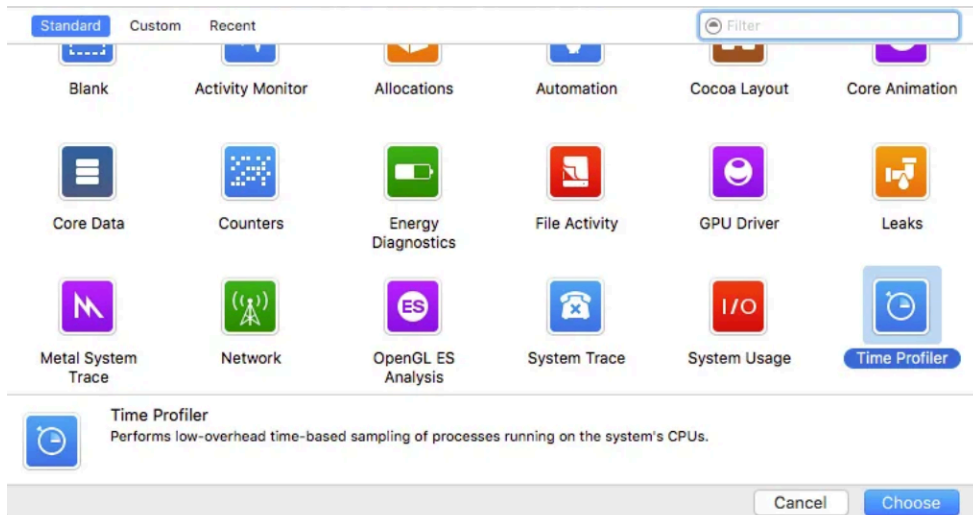 Standard Custom Recent Filter
Blank Activity Monitor Allocations Automation Cocoa Layout Core Animation
Core Data Counters Energy Diagnostics File Activity GPU Driver Leaks
ES I/O
Metal System Trace Network OpenGL ES Analysis System Trace System Usage Time Profiler
Time Profiler
Performs low-overhead time-based sampling of processes running on the system's CPUs.
Cancel Choose